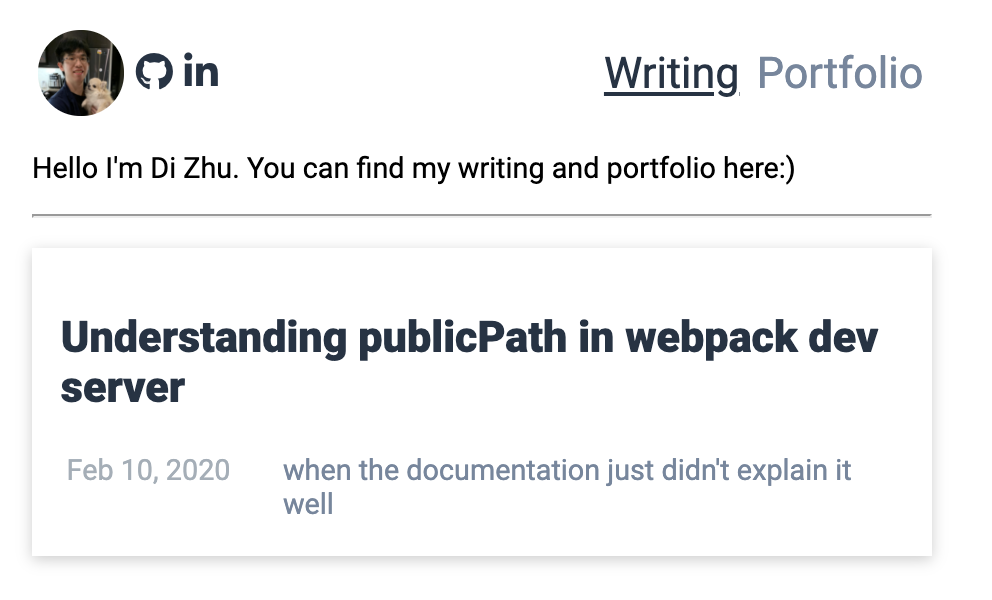 in
Writing Portfolio
Hello I'm Di Zhu. You can find my writing and portfolio here:)
Understanding publicPath in webpack dev
server
Feb 10, 2020
when the documentation just didn't explain it
well